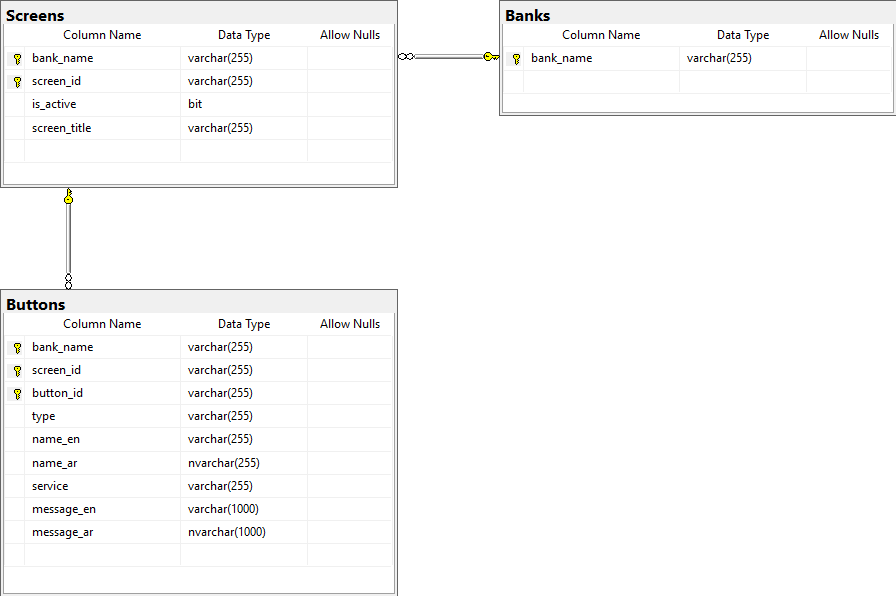 Screens
Column Name Data Type Allow Nulls
bank_name varchar(255)
screen_id varchar(255)
is_active bit
screen_title varchar(255)
Banks
Column Name Data Type Allow Nulls
bank_name varchar(255)
Buttons
Column Name Data Type Allow Nulls
bank_name varchar(255)
screen_id varchar(255)
button_id varchar(255)
type varchar(255)
name_en varchar(255)
name_ar nvarchar(255)
service varchar(255)
message_en varchar(1000)
message_ar nvarchar(1000)